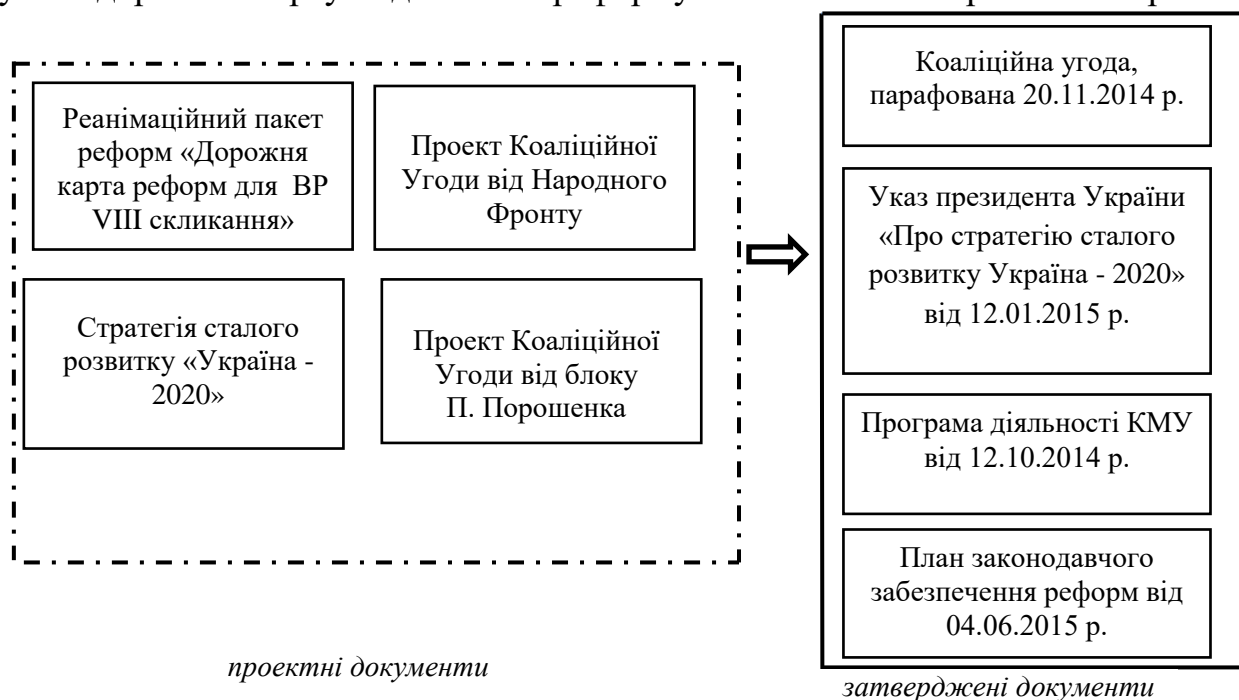 Реанімаційний пакет
реформ «Дорожня
карта реформ для ВР
VIII скликання»
Проект Коаліційної
Угоди від Народного
Фронту
Стратегія сталого
розвитку «Україна -
2020»
Проект Коаліційної
Угоди від блоку
П. Порошенка
проектні документи
Коаліційна угода,
парафована 20.11.2014 р.
Указ президента України
«Про стратегію сталого
розвитку Україна - 2020»
від 12.01.2015 р.
Програма діяльності КМУ
від 12.10.2014 р.
План законодавчого
забезпечення реформ від
04.06.2015 р.
затверджені документи